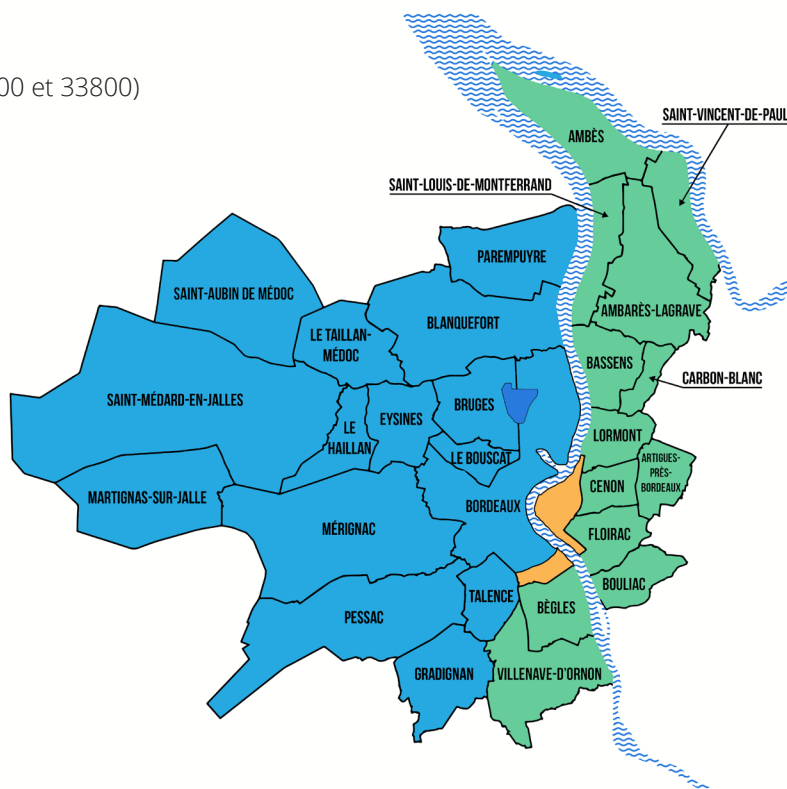 00 et 33800)
SAINT-VINCENT-DE-PAUL
AMBÈS
SAINT-LOUIS-DE-MONTFERRAND
PAREMPUYRE
SAINT-AUBIN DE MÉDOC
AMBARÈS-LAGRAVE
BLANQUEFORT
LE TAILLAN-
MÉDOC
BASSENS
CARBON-BLANC
SAINT-MÉDARD-EN-JALLES
BRUGES
EYSINES
LE
HAILLAN
LORMONT
LE BOUSCAT
ARTIGUES-
PRÈS-
BORDEAUX
CENON
MARTIGNAS-SUR-JALLE
BORDEAUX
MÉRIGNAC
FLOIRAC
BOULIAC
TALENCE
BÈGLES
PESSAC
GRADIGNAN
VILLENAVE-D'ORNON